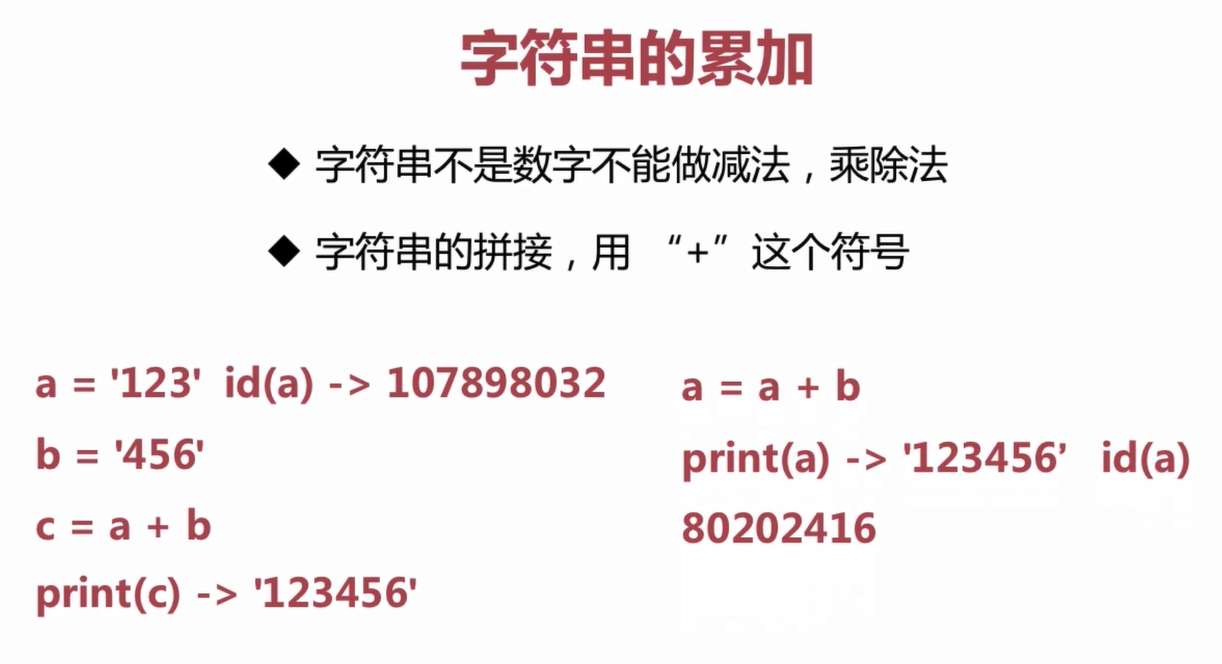 字符串的累加
◆ 字符串不是数字不能做减法，乘除法
◆ 字符串的拼接，用 “+”这个符号
a = '123' id(a) -> 107898032
b = '456'
c = a + b
print(c) -> '123456'
a = a + b
print(a) -> '123456’ id(a)
80202416